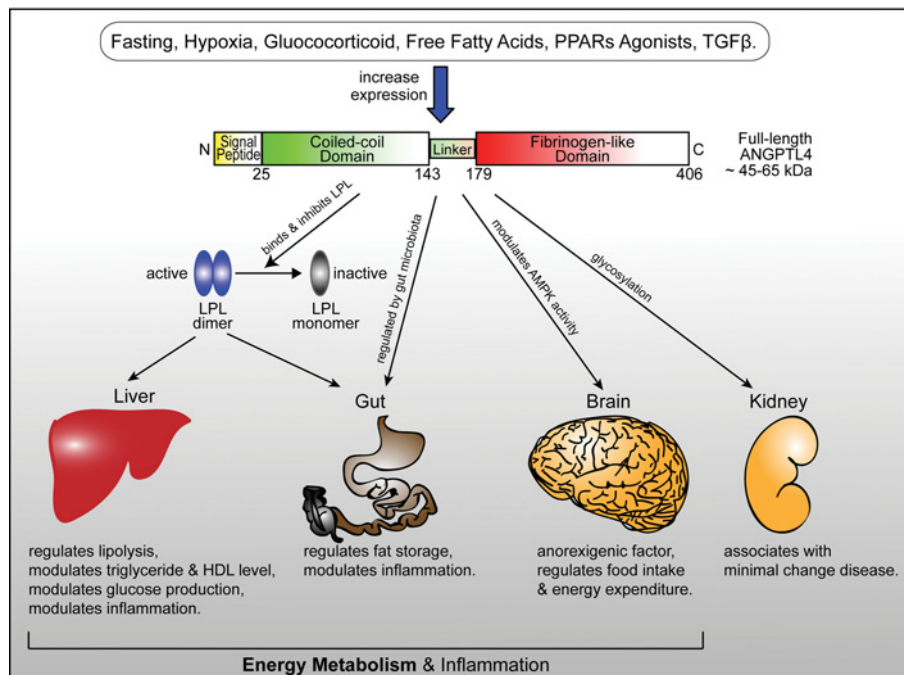 Fasting, Hypoxia, Gluococorticoid, Free Fatty Acids, PPARs Agonists, TGFβ.
increase
expression
N
Signal
Peptide
Coiled-coil
Domain
Linker
Fibrinogen-like
Domain
C
Full-length
ANGPTL4
~ 45-65 kDa
25
143
179
406
binds & inhibits LPL
regulated by gut microbiota
modulates AMPK activity
glycosylation
active
inactive
LPL
dimer
LPL
monomer
Liver
Gut
Brain
Kidney
regulates lipolysis,
modulates triglyceride & HDL level,
modulates glucose production,
modulates inflammation.
regulates fat storage,
modulates inflammation.
anorexigenic factor,
regulates food intake
& energy expenditure.
associates with
minimal change disease.
Energy Metabolism & Inflammation